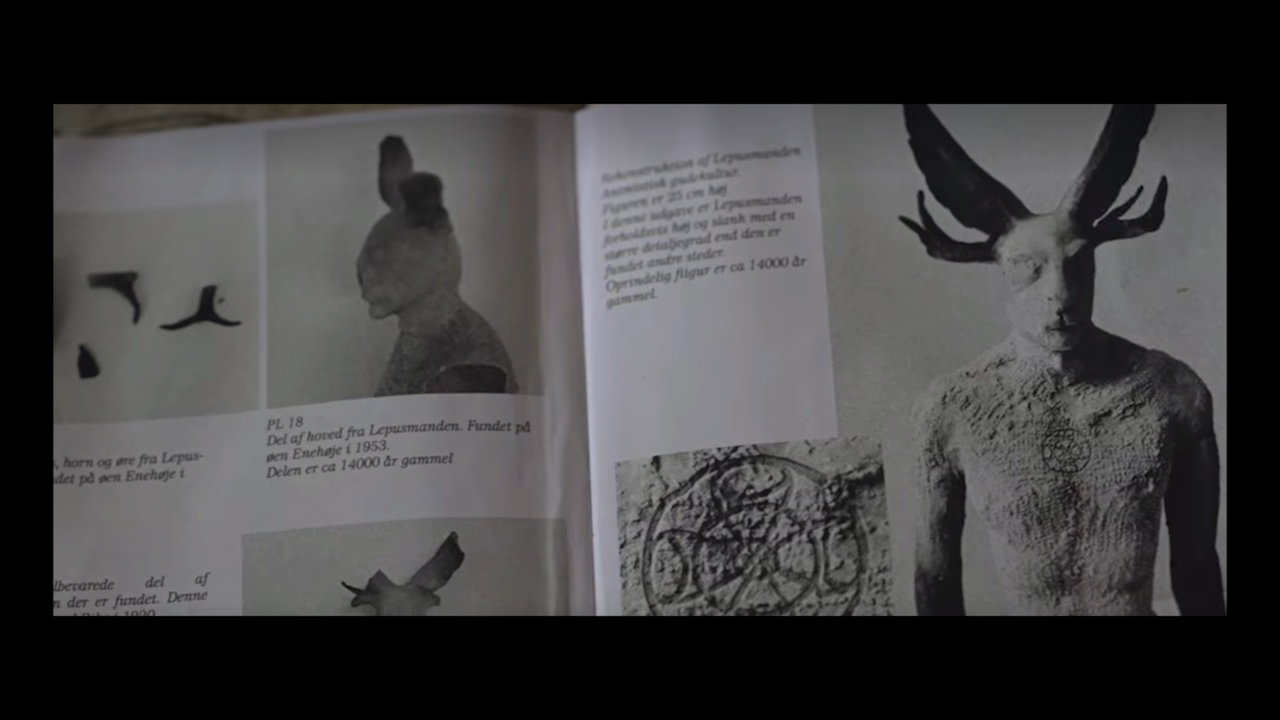 horn og øre fra Lepus-
det på øen Enehøje i
lbevarede del af
der er fundet. Denne
PL 18
Del af hoved fra Lepusmanden. Fundet på
øen Enehøje i 1953.
Delen er ca 14000 år gammel
Rekonstruktion af Lepusmanden
Figuren er 25 cm høj
I denne udgave er Lepusmanden
forholdsvis høj og slank med en
større detaljegrad end den er
fundet andre steder.
Oprindelig fiigur er ca 14000 år
gammel.